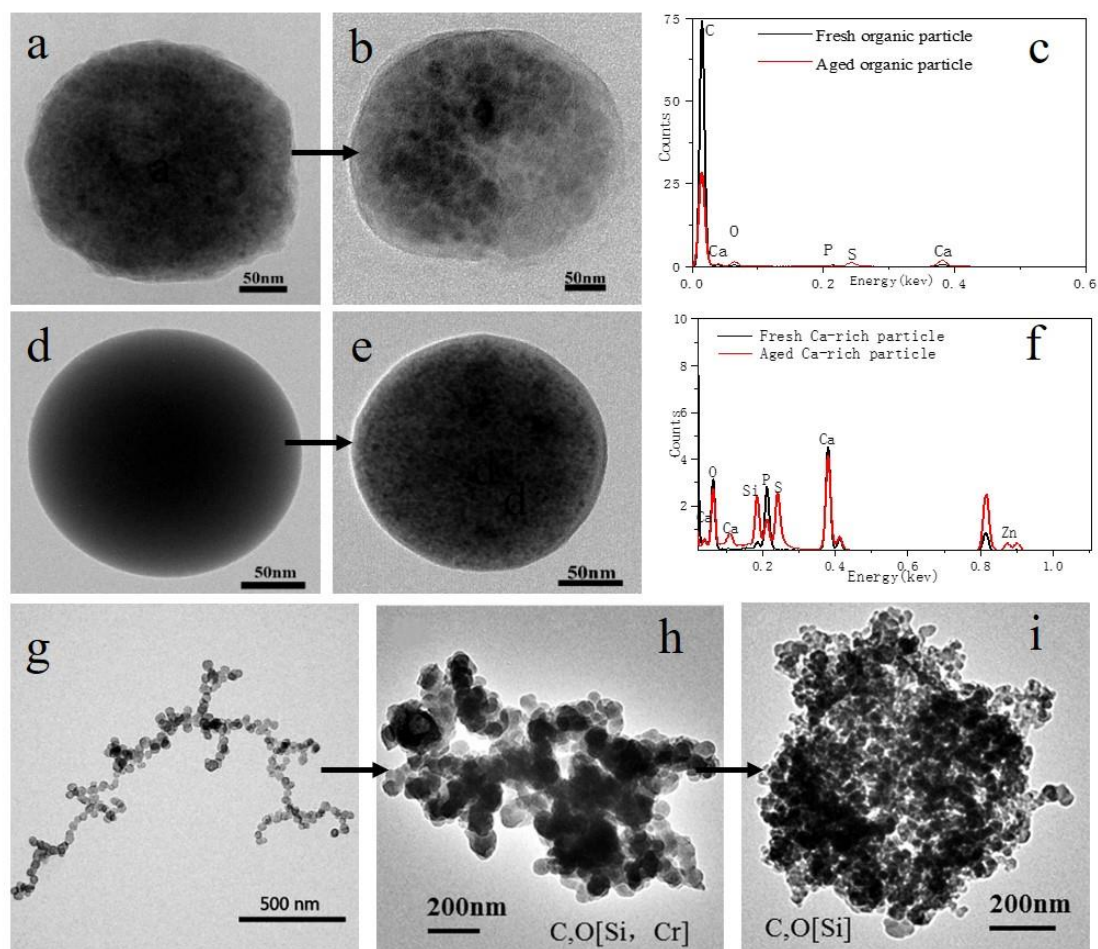 a
50nm
b
50nm
c
Fresh organic particle
Aged organic particle
75
50
25
0
Counts
C
Ca
O
P
S
Ca
0.0
0.2
0.4
0.6
Energy(kev)
d
50nm
e
d
50nm
f
Fresh Ca-rich particle
Aged Ca-rich particle
10
8
6
4
2
Counts
Ca
O
Ca
Si
P
S
Ca
Zn
0.2
0.4
0.6
0.8
1.0
Energy(kev)
g
500 nm
h
200nm
C,O[Si, Cr]
i
C,O[Si]
200nm